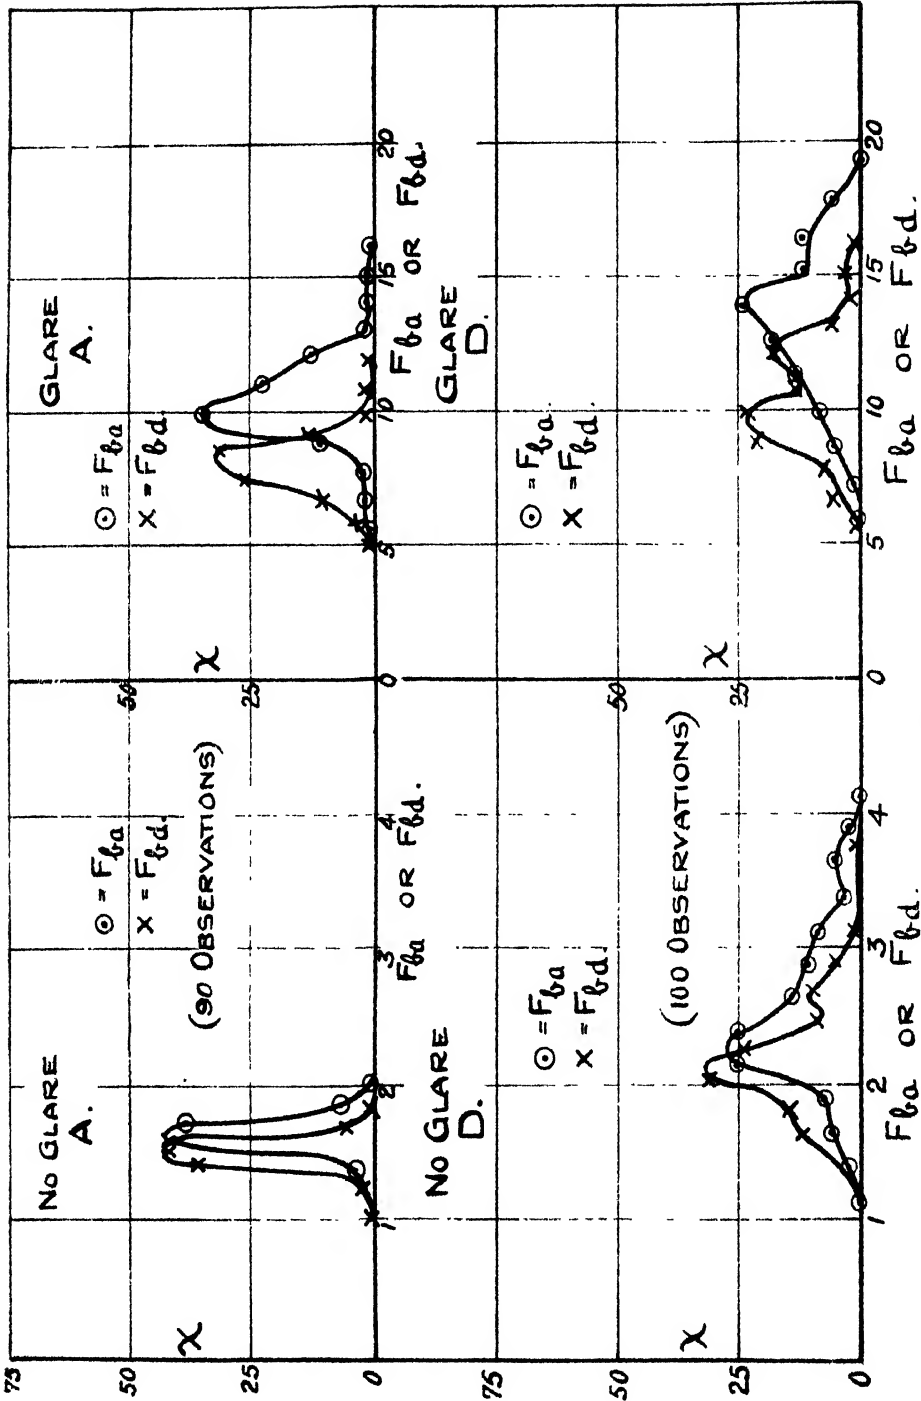 NO GLARE
A.
⊙ = Fba
× = Fbd.
(90 OBSERVATIONS)
χ
75
50
25
0
1
2
3
4
Fba OR Fbd.
GLARE
A.
⊙ = Fba
× = Fbd.
χ
50
25
0
5
10
15
20
Fba OR Fbd.
NO GLARE
D.
⊙ = Fba
× = Fbd.
(100 OBSERVATIONS)
χ
75
50
25
0
1
2
3
4
Fba OR Fbd.
GLARE
D.
⊙ = Fba.
× = Fbd.
χ
50
25
0
5
10
15
20
Fba OR Fbd.